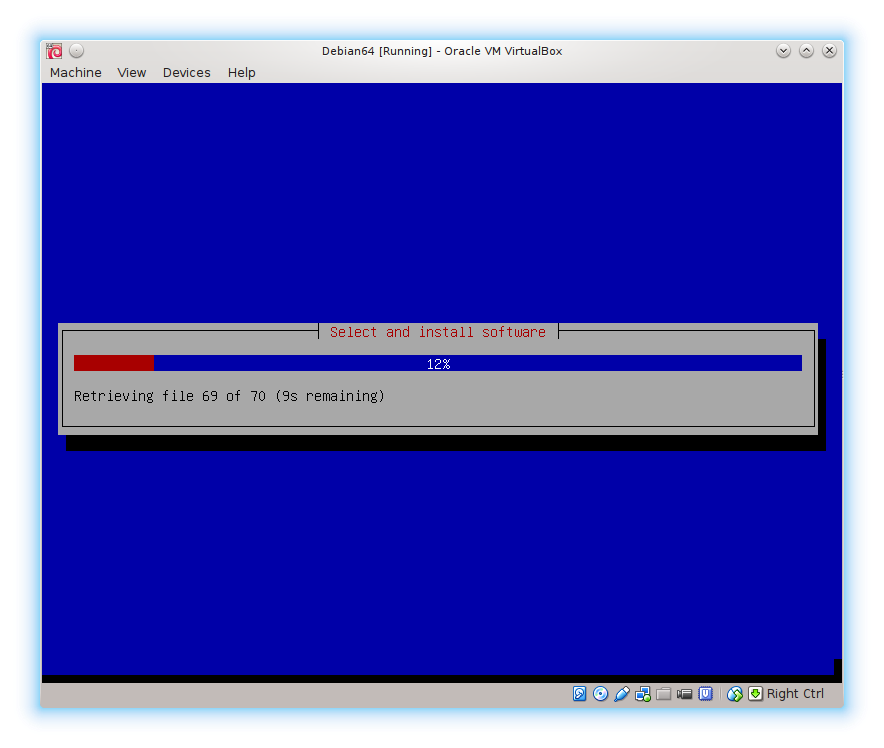 Debian64 [Running] - Oracle VM VirtualBox
Machine View Devices Help
Select and install software
12%
Retrieving file 69 of 70 (9s remaining)
Right Ctrl